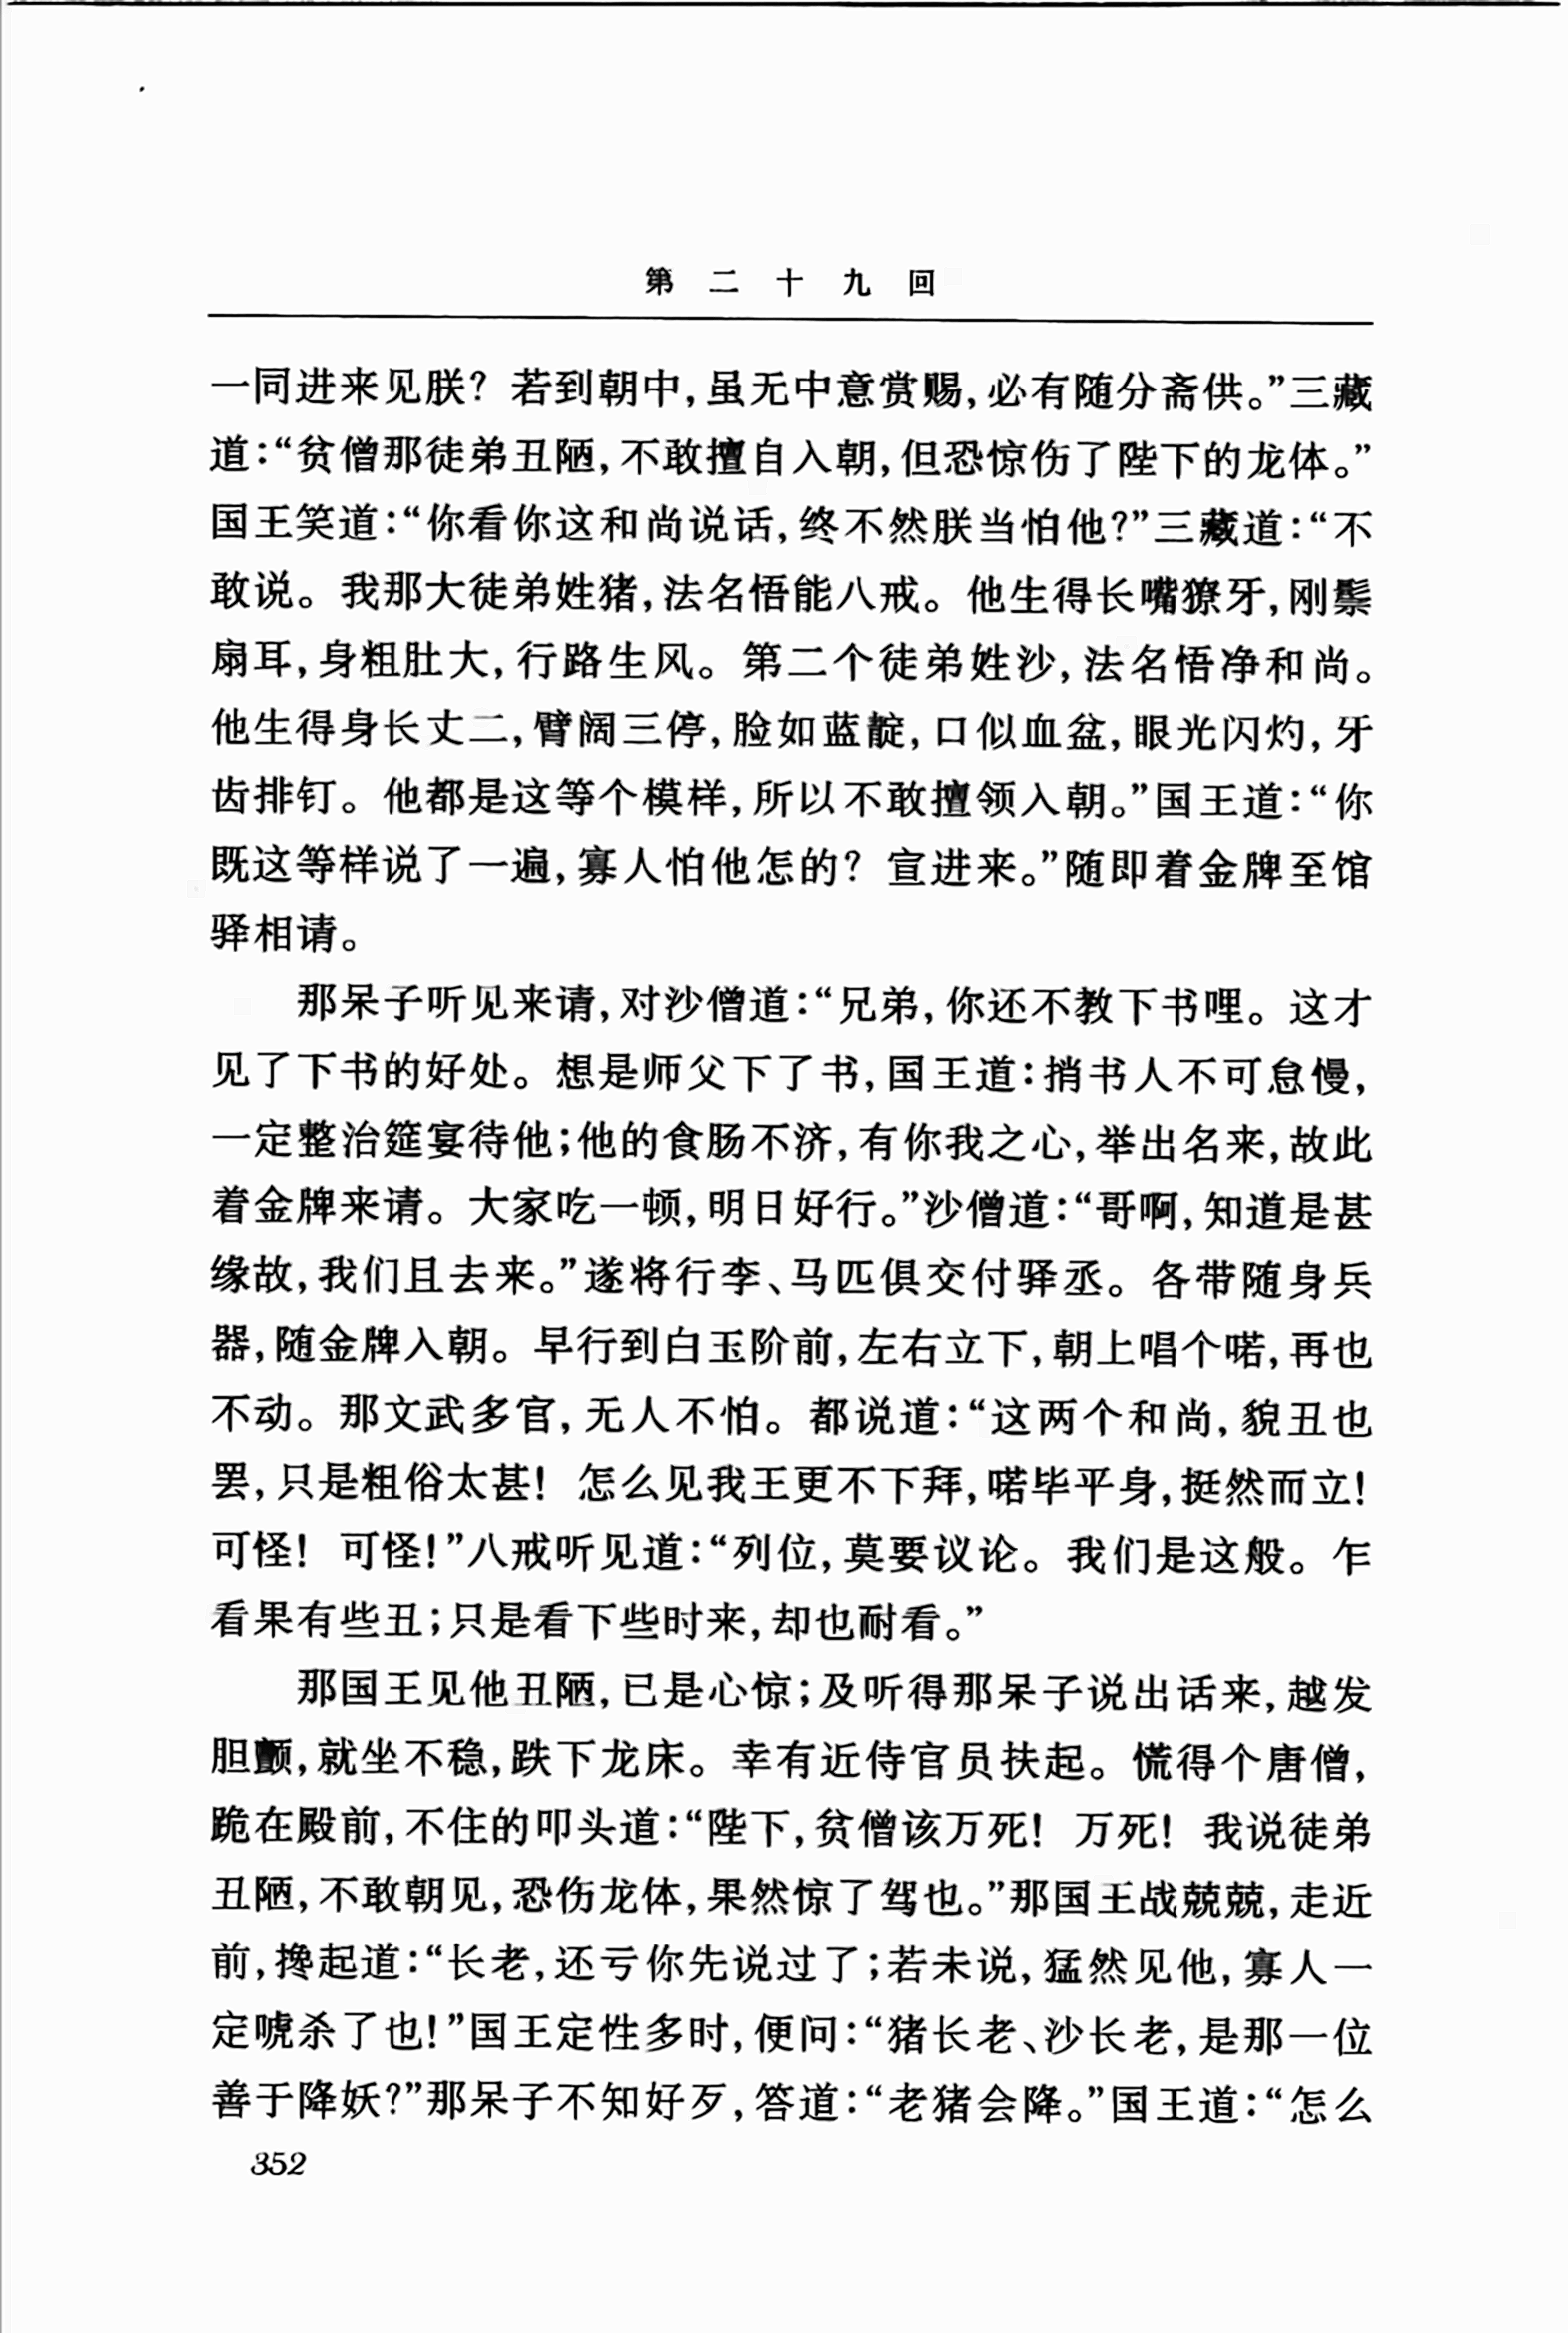 第二十九回
一同进来见朕？若到朝中，虽无中意赏赐，必有随分斋供。”三藏
道：“贫僧那徒弟丑陋，不敢擅自入朝，但恐惊伤了陛下的龙体。”
国王笑道：“你看你这和尚说话，终不然朕当怕他？”三藏道：“不
敢说。我那大徒弟姓猪，法名悟能八戒。他生得长嘴獠牙，刚鬃
扇耳，身粗肚大，行路生风。第二个徒弟姓沙，法名悟净和尚。
他生得身长丈二，臂阔三停，脸如蓝靛，口似血盆，眼光闪灼，牙
齿排钉。他都是这等个模样，所以不敢擅领入朝。”国王道：“你
既这等样说了一遍，寡人怕他怎的？宣进来。”随即着金牌至馆
驿相请。
那呆子听见来请，对沙僧道：“兄弟，你还不教下书哩。这才
见了下书的好处。想是师父下了书，国王道：捎书人不可怠慢，
一定整治筵宴待他；他的食肠不济，有你我之心，举出名来，故此
着金牌来请。大家吃一顿，明日好行。”沙僧道：“哥啊，知道是甚
缘故，我们且去来。”遂将行李、马匹俱交付驿丞。各带随身兵
器，随金牌入朝。早行到白玉阶前，左右立下，朝上唱个喏，再也
不动。那文武多官，无人不怕。都说道：“这两个和尚，貌丑也
罢，只是粗俗太甚！怎么见我王更不下拜，喏毕平身，挺然而立！
可怪！可怪！”八戒听见道：“列位，莫要议论。我们是这般。乍
看果有些丑；只是看下些时来，却也耐看。”
那国王见他丑陋，已是心惊；及听得那呆子说出话来，越发
胆颤，就坐不稳，跌下龙床。幸有近侍官员扶起。慌得个唐僧，
跪在殿前，不住的叩头道：“陛下，贫僧该万死！万死！我说徒弟
丑陋，不敢朝见，恐伤龙体，果然惊了驾也。”那国王战兢兢，走近
前，搀起道：“长老，还亏你先说过了；若未说，猛然见他，寡人一
定唬杀了也！”国王定性多时，便问：“猪长老、沙长老，是那一位
善于降妖？”那呆子不知好歹，答道：“老猪会降。”国王道：“怎么
352